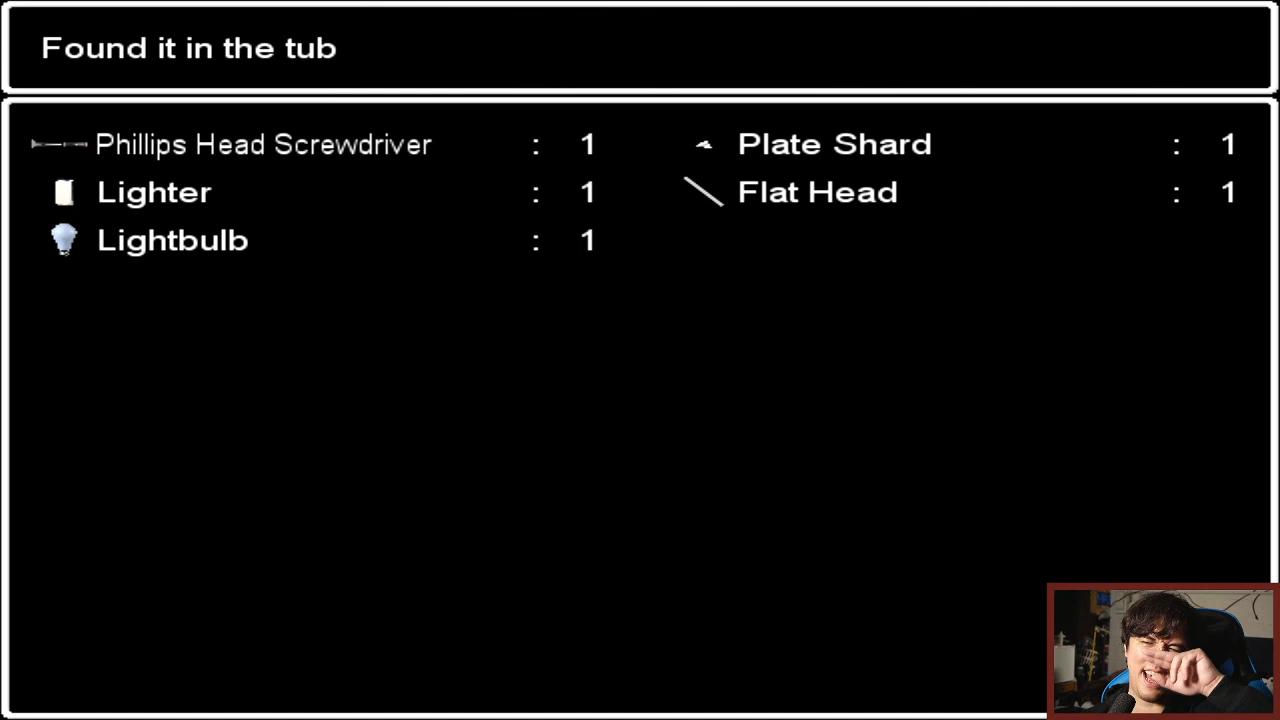 Found it in the tub
Phillips Head Screwdriver : 1 Plate Shard : 1
Lighter : 1 Flat Head : 1
Lightbulb : 1